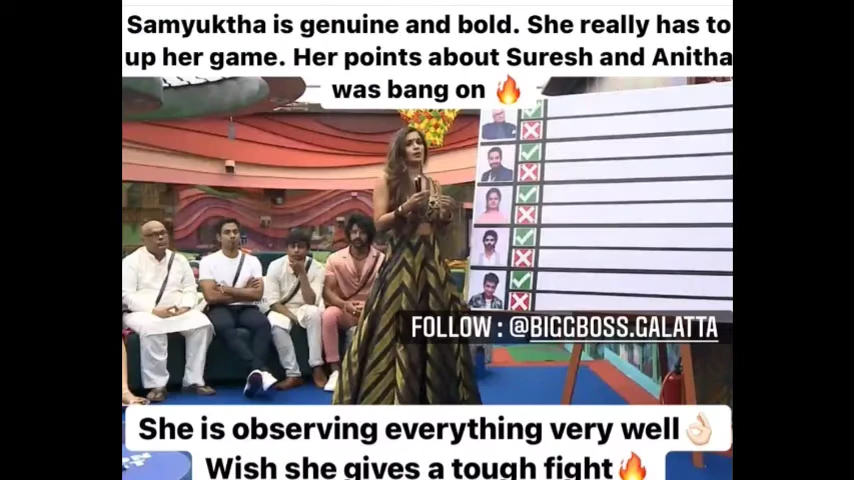 Samyuktha is genuine and bold. She really has to
up her game. Her points about Suresh and Anitha
was bang on 🔥
FOLLOW : @BIGGBOSS.GALATTA
She is observing everything very well👌🏻
Wish she gives a tough fight🔥